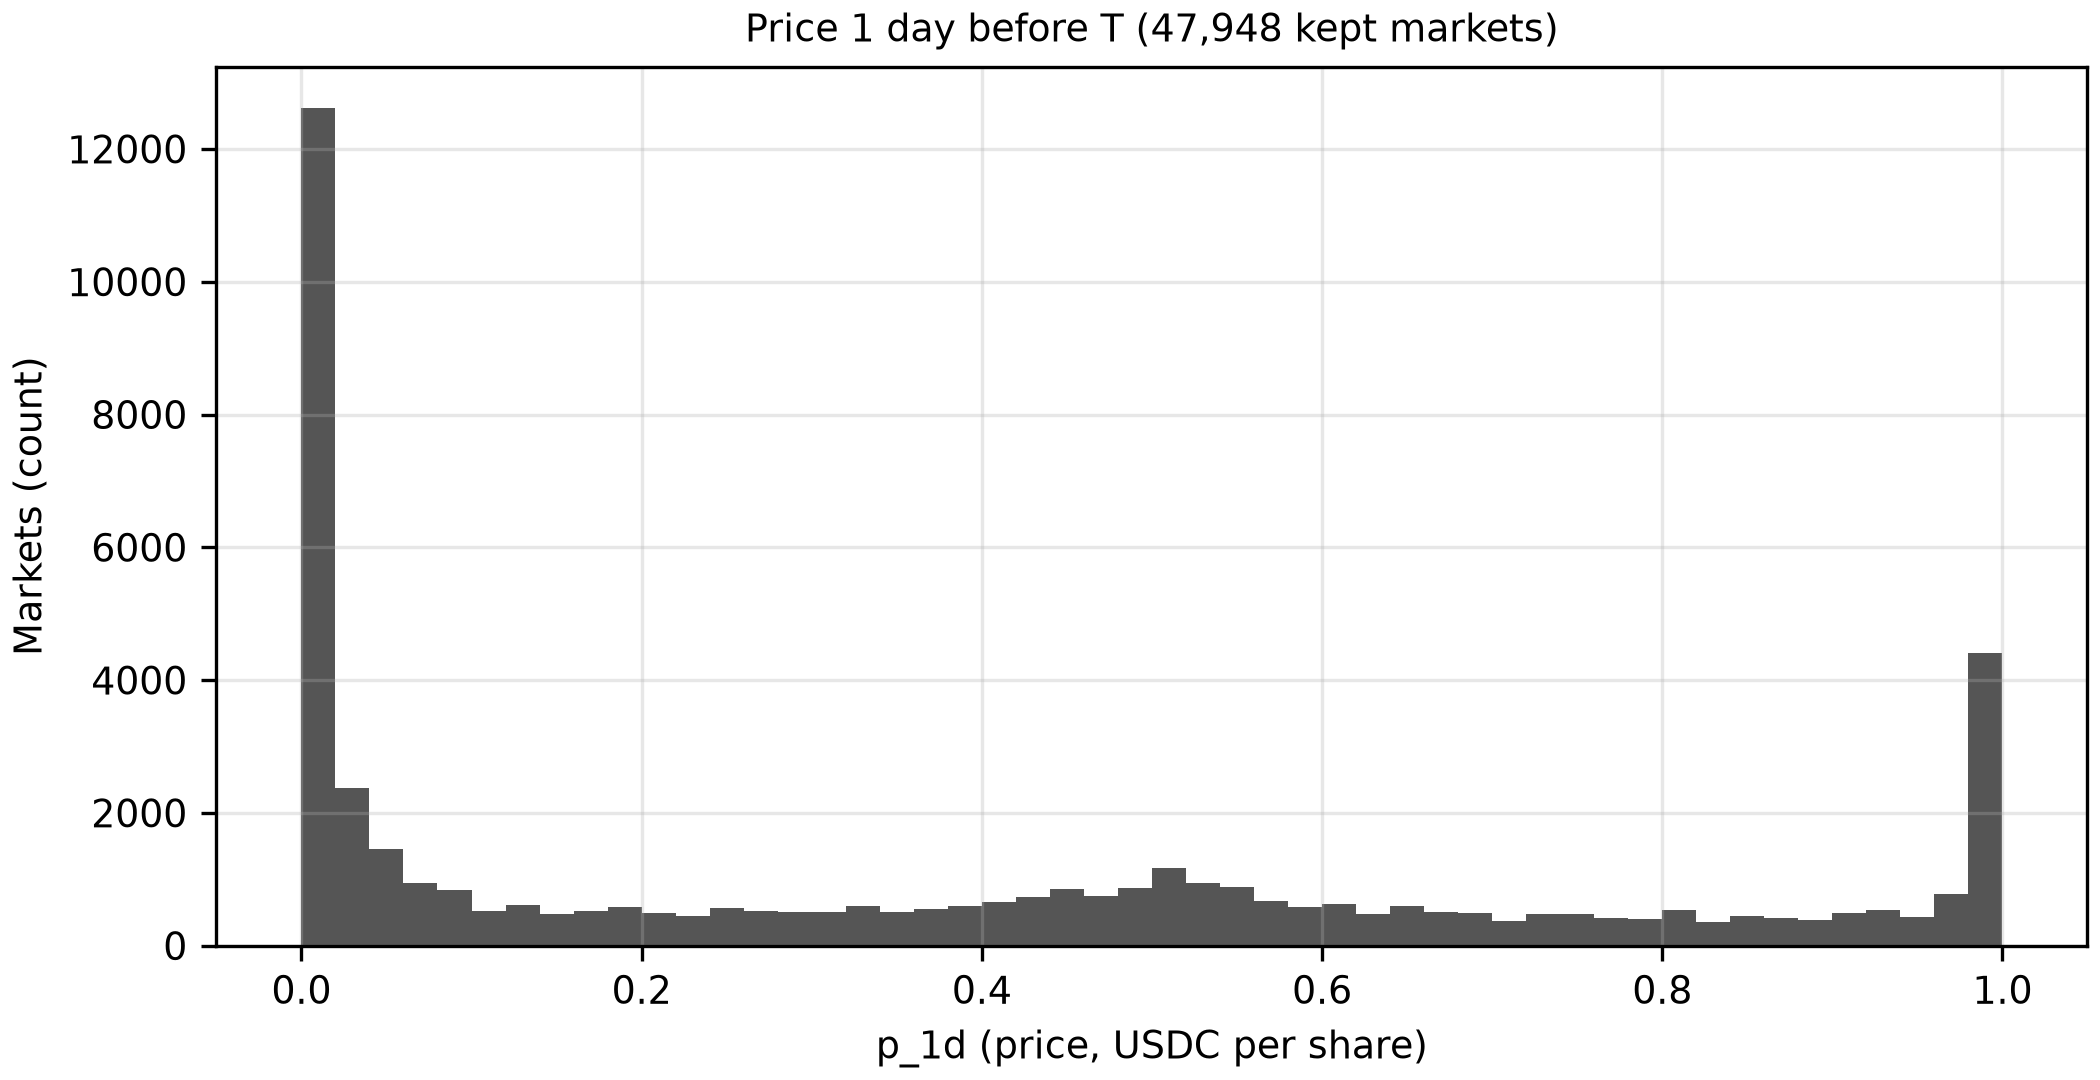 Price 1 day before T (47,948 kept markets)
Markets (count)
12000
10000
8000
6000
4000
2000
0
0.0 0.2 0.4 0.6 0.8 1.0
p_1d (price, USDC per share)